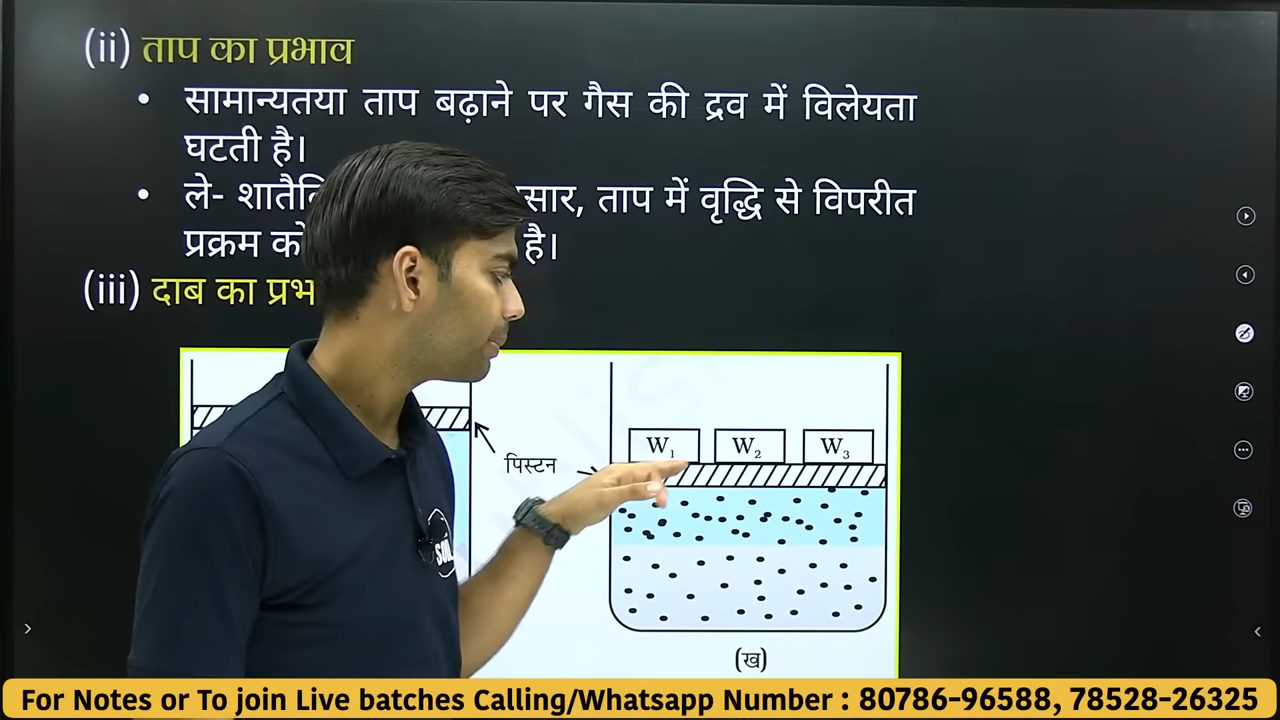 (ii) ताप का प्रभाव
• सामान्यतया ताप बढ़ाने पर गैस की द्रव में विलेयता
घटती है।
• ले- सार, ताप में वृद्धि से विपरीत
प्रक्रम है।
(iii) दाब का
W₁ W₂ W₃
पिस्टन
(ख)
For Notes or To join Live batches Calling/Whatsapp Number : 80786-96588, 78528-26325